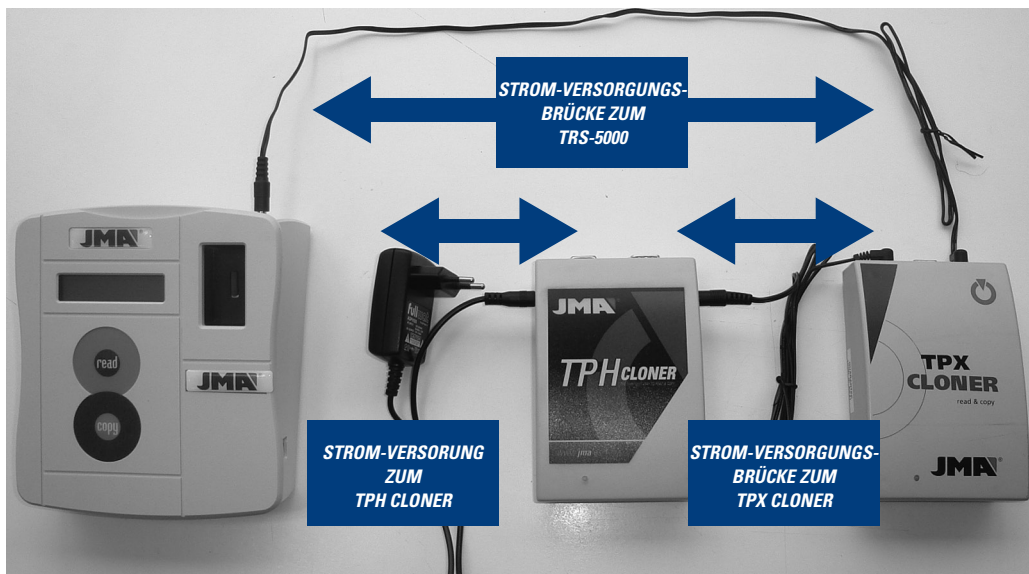 STROM-VERSORGUNGS-
BRÜCKE ZUM
TRS-5000
JMA
read
copy
JMA
full
JMA
TPH CLONER
STROM-VERSORUNG
ZUM
TPH CLONER
TPX
CLONER
read & copy
JMA
STROM-VERSORGUNGS-
BRÜCKE ZUM
TPX CLONER